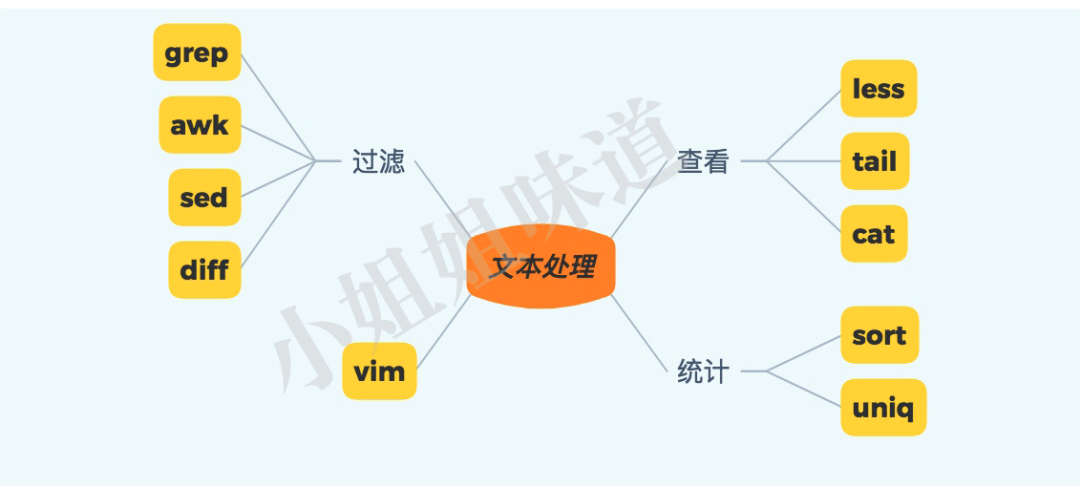 grep
awk
sed
diff
过滤
vim
文本处理
查看
less
tail
cat
统计
sort
uniq
小姐姐味道